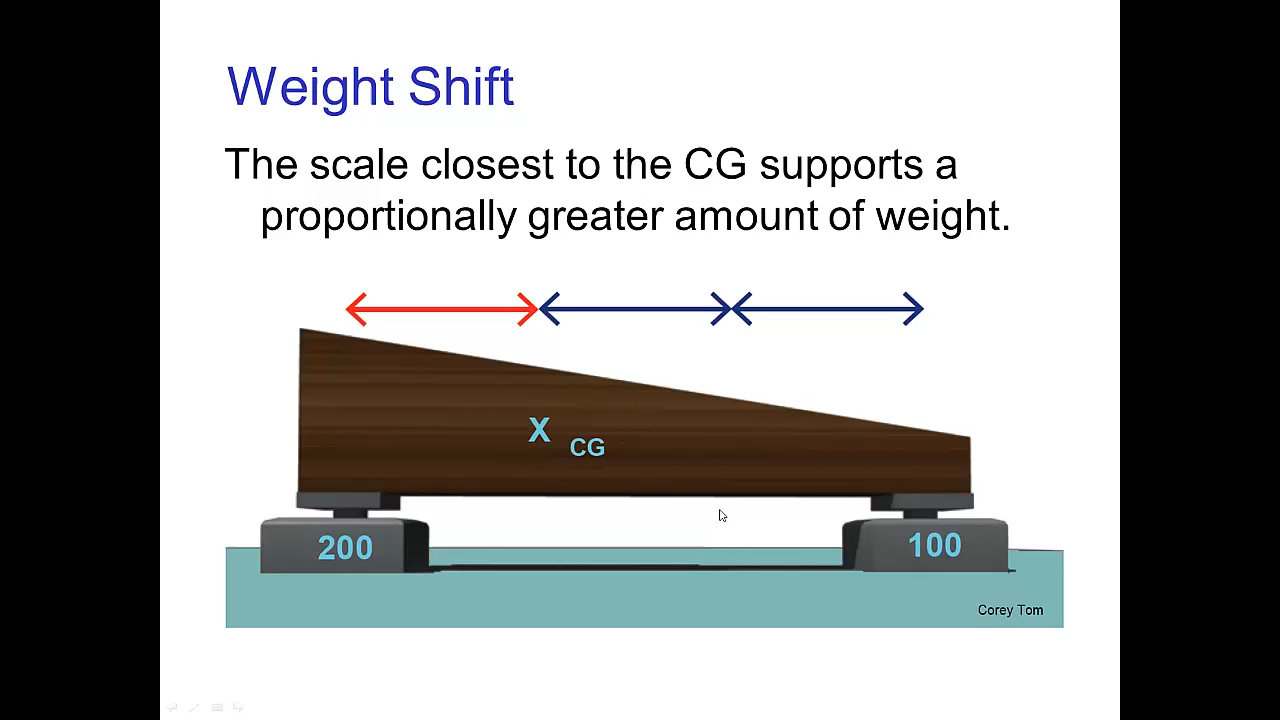 Weight Shift
The scale closest to the CG supports a
proportionally greater amount of weight.
X
CG
200
100
Corey Tom